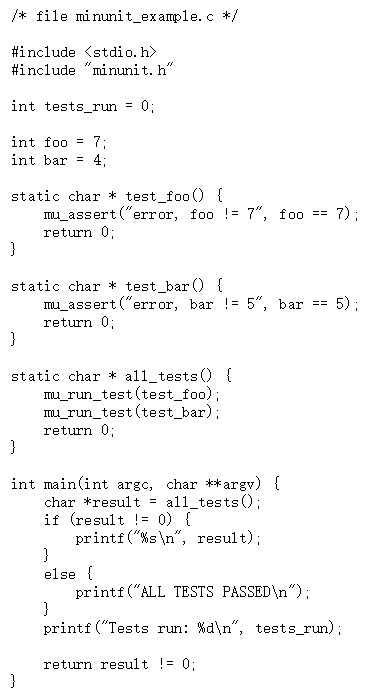 /* file minunit_example.c */

#include <stdio.h>
#include "minunit.h"

int tests_run = 0;

int foo = 7;
int bar = 4;

static char * test_foo() {
    mu_assert("error, foo != 7", foo == 7);
    return 0;
}

static char * test_bar() {
    mu_assert("error, bar != 5", bar == 5);
    return 0;
}

static char * all_tests() {
    mu_run_test(test_foo);
    mu_run_test(test_bar);
    return 0;
}

int main(int argc, char **argv) {
    char *result = all_tests();
    if (result != 0) {
        printf("%s\n", result);
    }
    else {
        printf("ALL TESTS PASSED\n");
    }
    printf("Tests run: %d\n", tests_run);

    return result != 0;
}